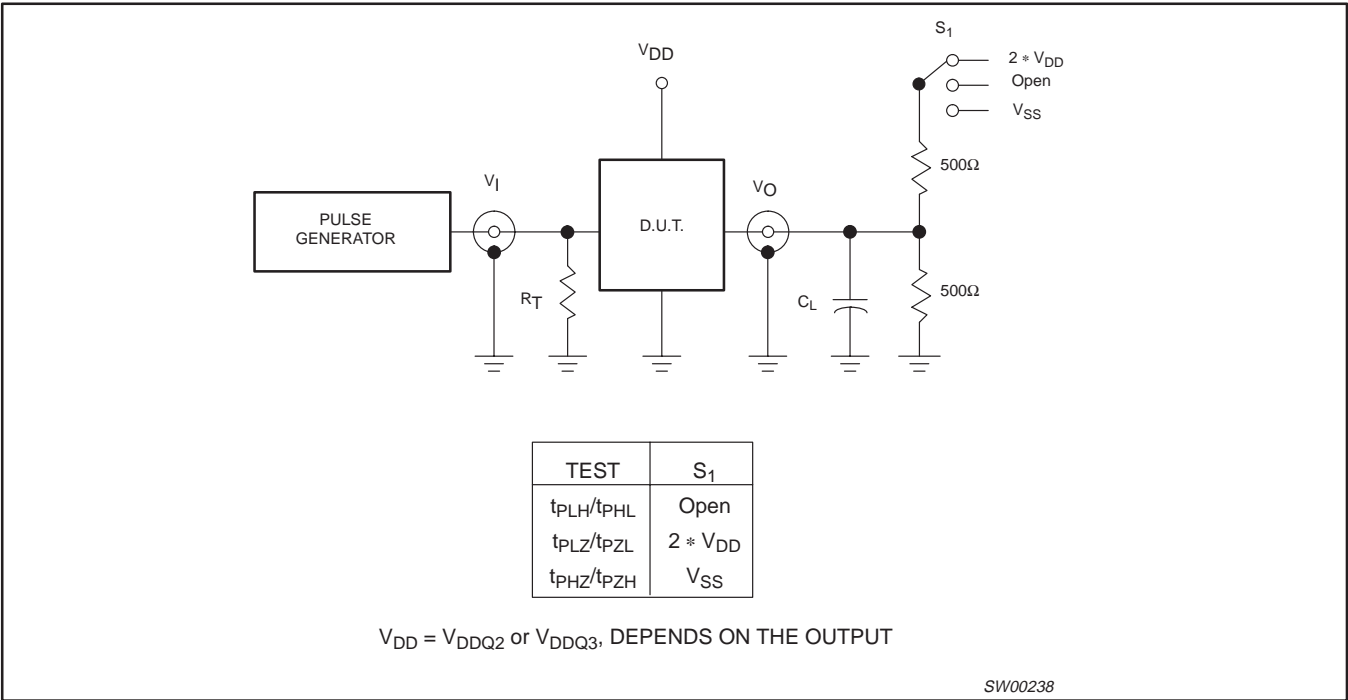 S1
VDD
2 * VDD
Open
VSS
500Ω
VI
VO
PULSE
GENERATOR
D.U.T.
RT
CL
500Ω
TEST S1
tPLH/tPHL Open
tPLZ/tPZL 2 * VDD
tPHZ/tPZH VSS
VDD = VDDQ2 or VDDQ3, DEPENDS ON THE OUTPUT
SW00238